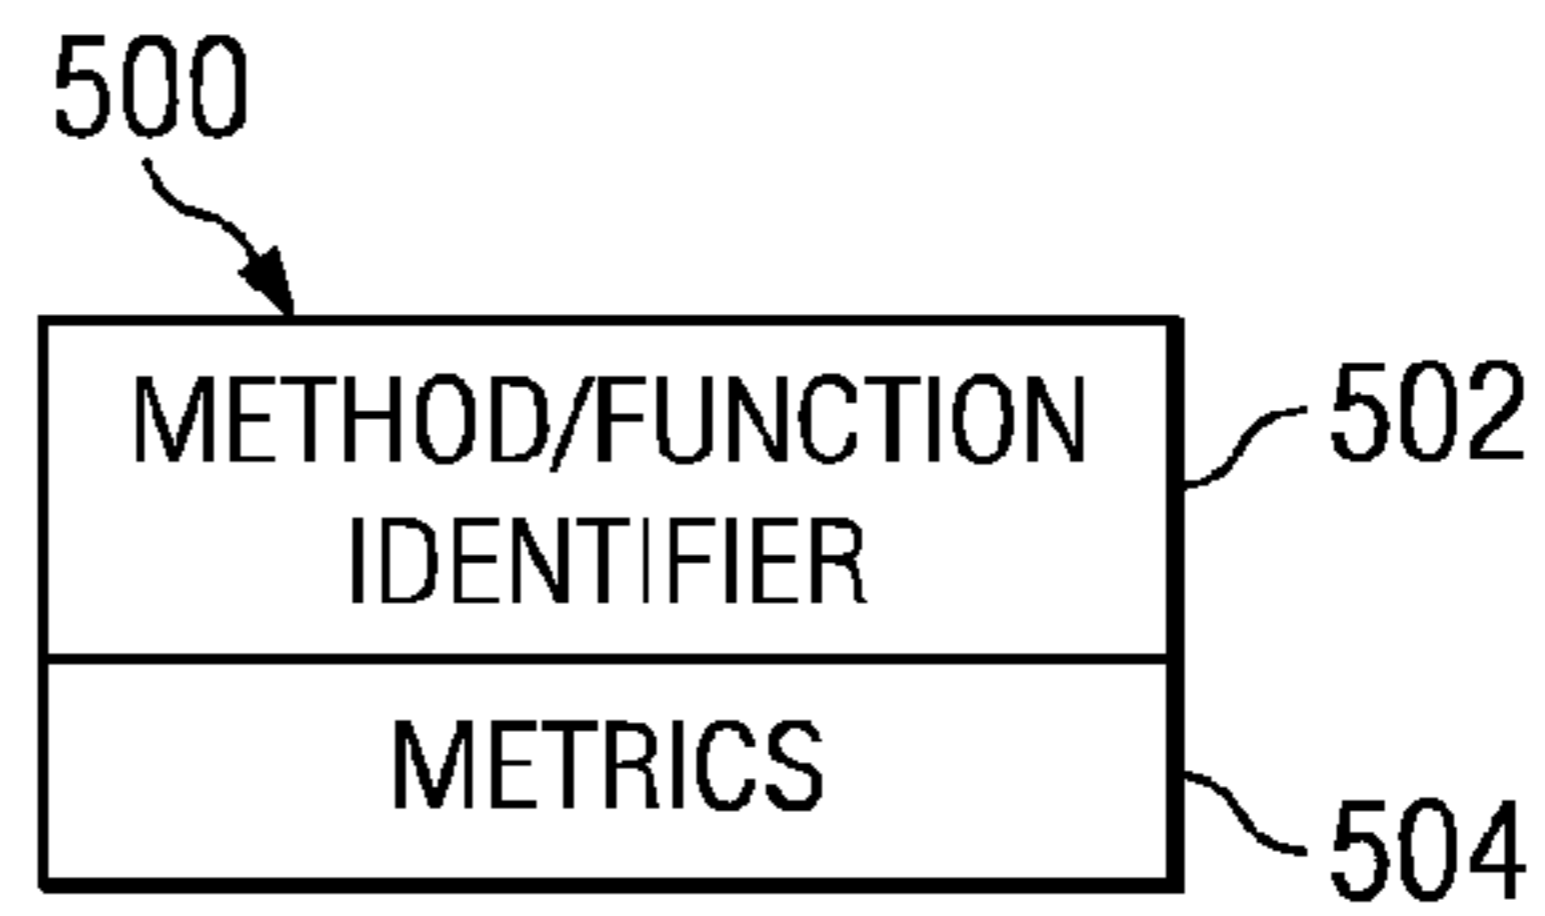 500
METHOD/FUNCTION
IDENTIFIER
502
METRICS
504